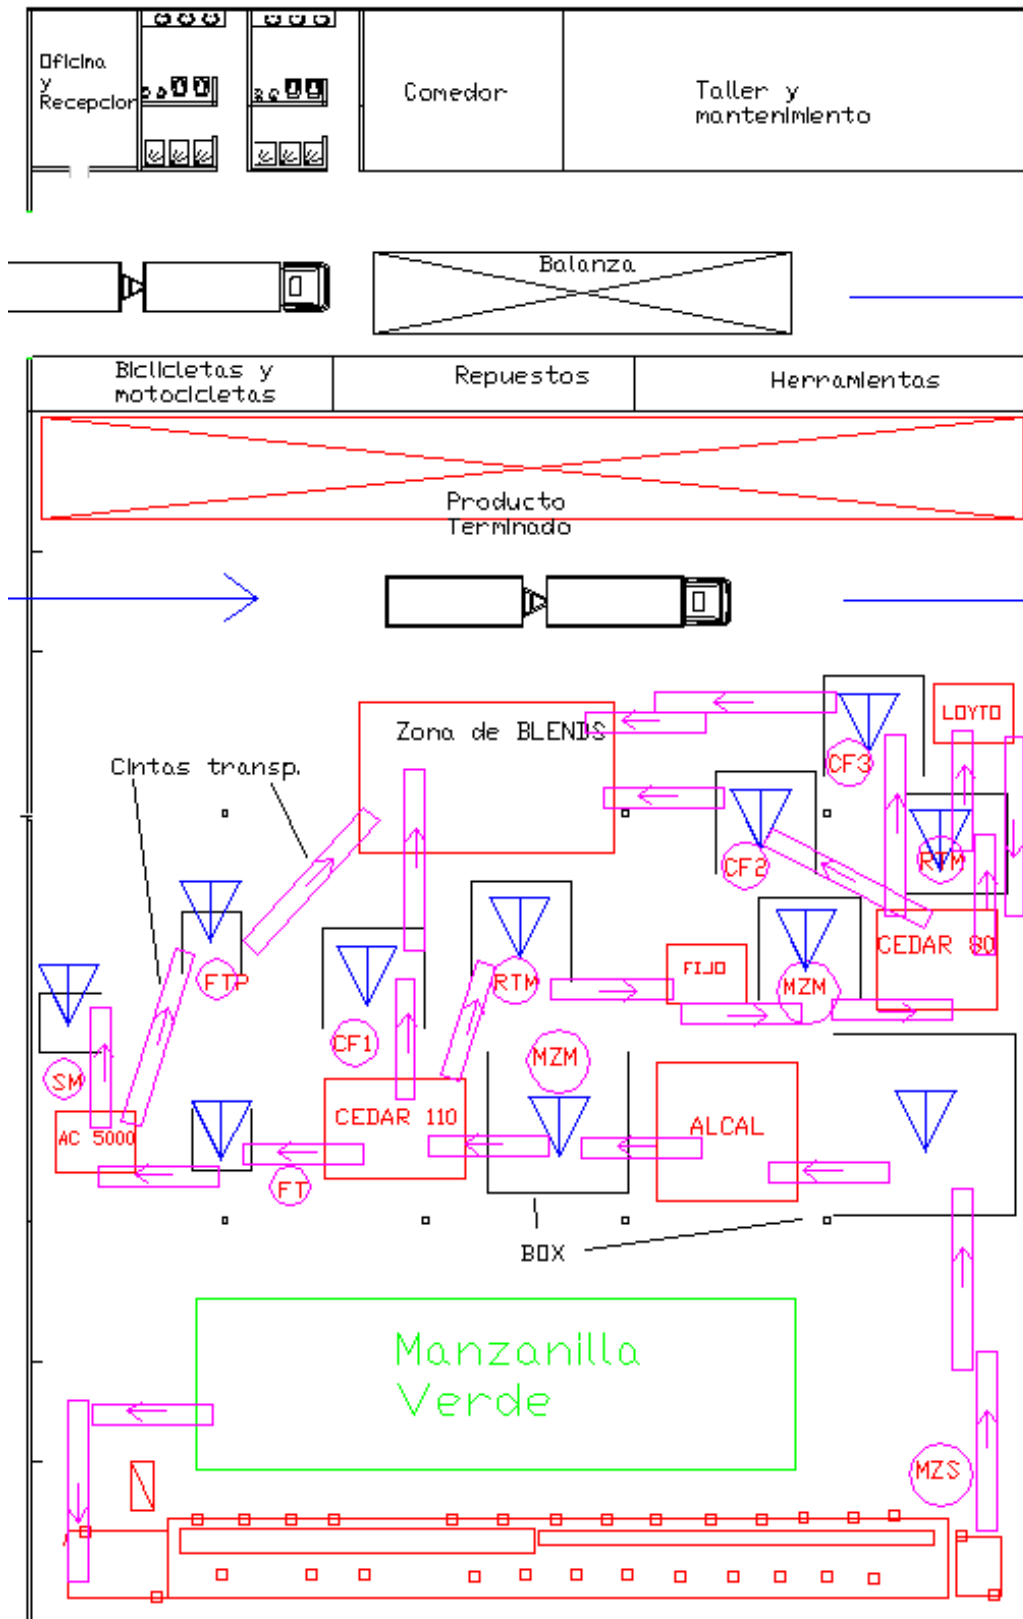 Oficina
y
Recepcion
Comedor
Taller y
mantenimiento
Balanza
Biclicletas y
motocicletas
Repuestos
Herramientas
Producto
Terminado
Zona de BLENDS
LOYTO
CF3
Cintas transp.
CF2
RTM
CEDAR 80
FTP
RTM
FIJO
MZM
CF1
MZM
SM
CEDAR 110
AC 5000
ALCAL
FT
BOX
Manzanilla
Verde
MZS